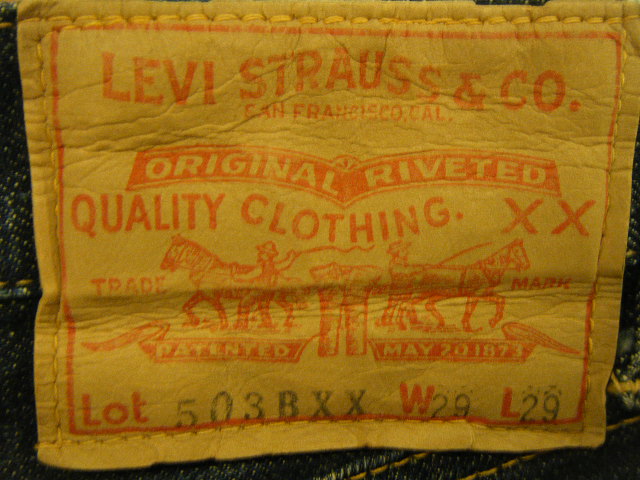 LEVI STRAUSS & CO.
SAN FRANCISCO, CAL.
ORIGINAL RIVETED
QUALITY CLOTHING. XX
TRADE MARK
PATENTED MAY 20 1873
Lot 503BXX W29 L29